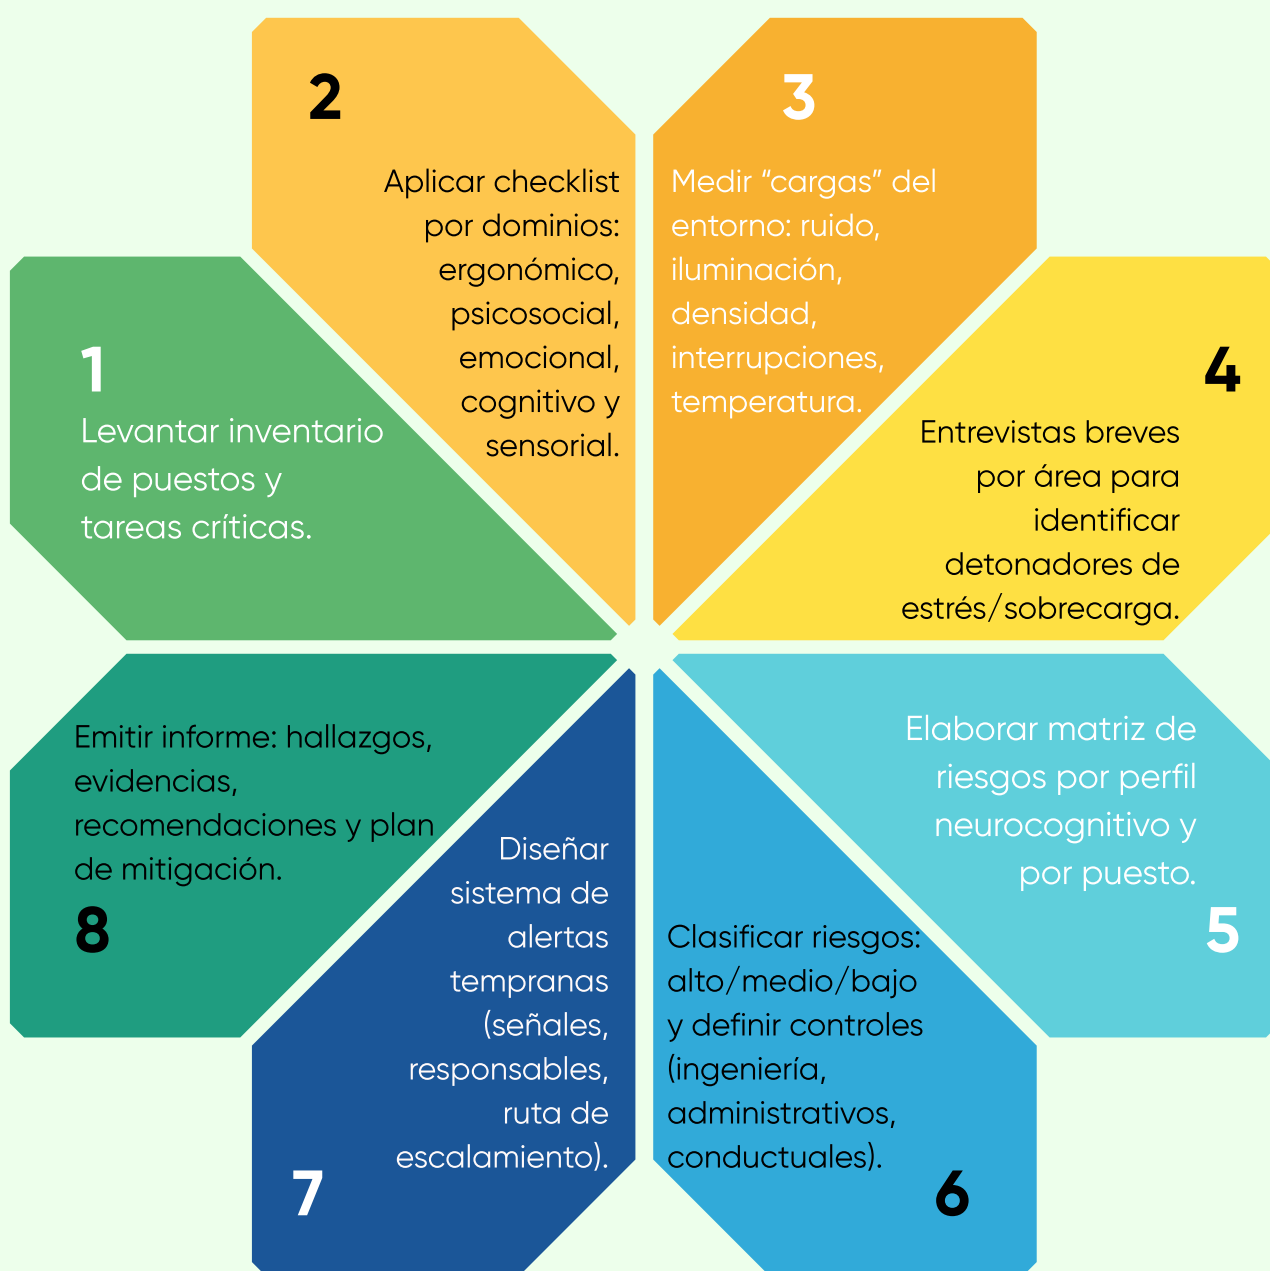 1
Levantar inventario
de puestos y
tareas críticas.
2
Aplicar checklist
por dominios:
ergonómico,
psicosocial,
emocional,
cognitivo y
sensorial.
3
Medir “cargas” del
entorno: ruido,
iluminación,
densidad,
interrupciones,
temperatura.
4
Entrevistas breves
por área para
identificar
detonadores de
estrés/sobrecarga.
Elaborar matriz de
riesgos por perfil
neurocognitivo y
por puesto.
5
Clasificar riesgos:
alto/medio/bajo
y definir controles
(ingeniería,
administrativos,
conductuales).
6
Diseñar
sistema de
alertas
tempranas
(señales,
responsables,
ruta de
escalamiento).
7
Emitir informe: hallazgos,
evidencias,
recomendaciones y plan
de mitigación.
8